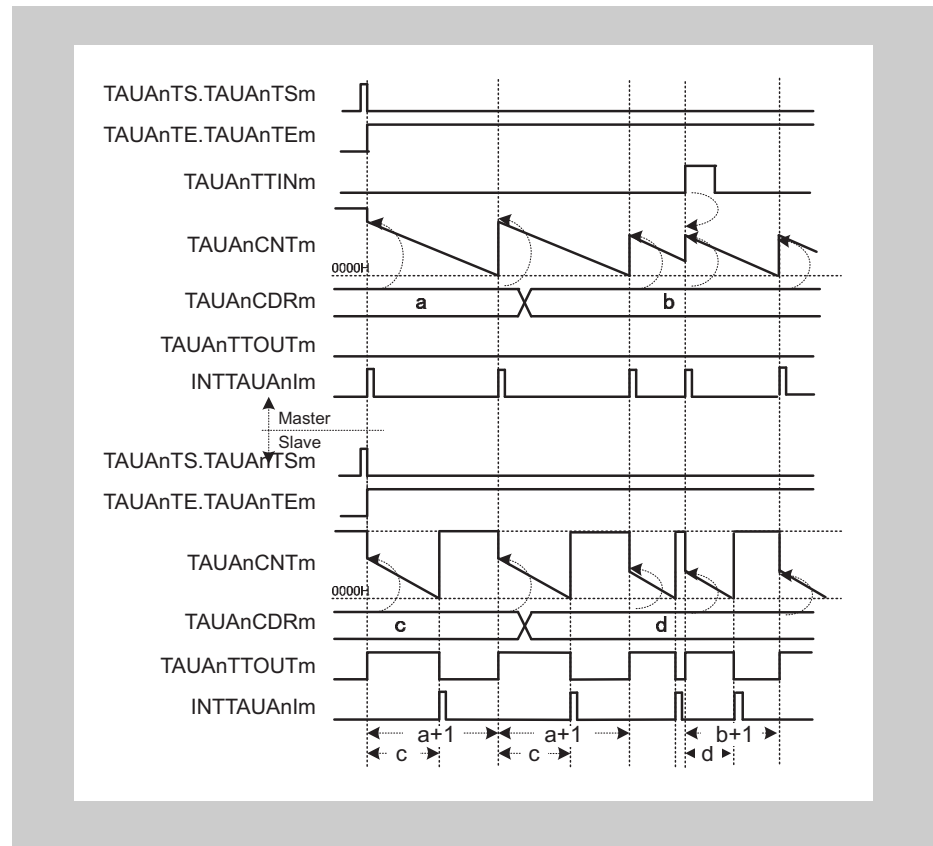 TAUAnTS.TAUAnTSm
TAUAnTE.TAUAnTEm
TAUAnTTINm
TAUAnCNTm
0000H
TAUAnCDRm
a
b
TAUAnTTOUTm
INTTAUAnIm
Master
Slave
TAUAnTS.TAUAnTSm
TAUAnTE.TAUAnTEm
TAUAnCNTm
0000H
TAUAnCDRm
c
d
TAUAnTTOUTm
INTTAUAnIm
a+1 a+1 b+1
c c d